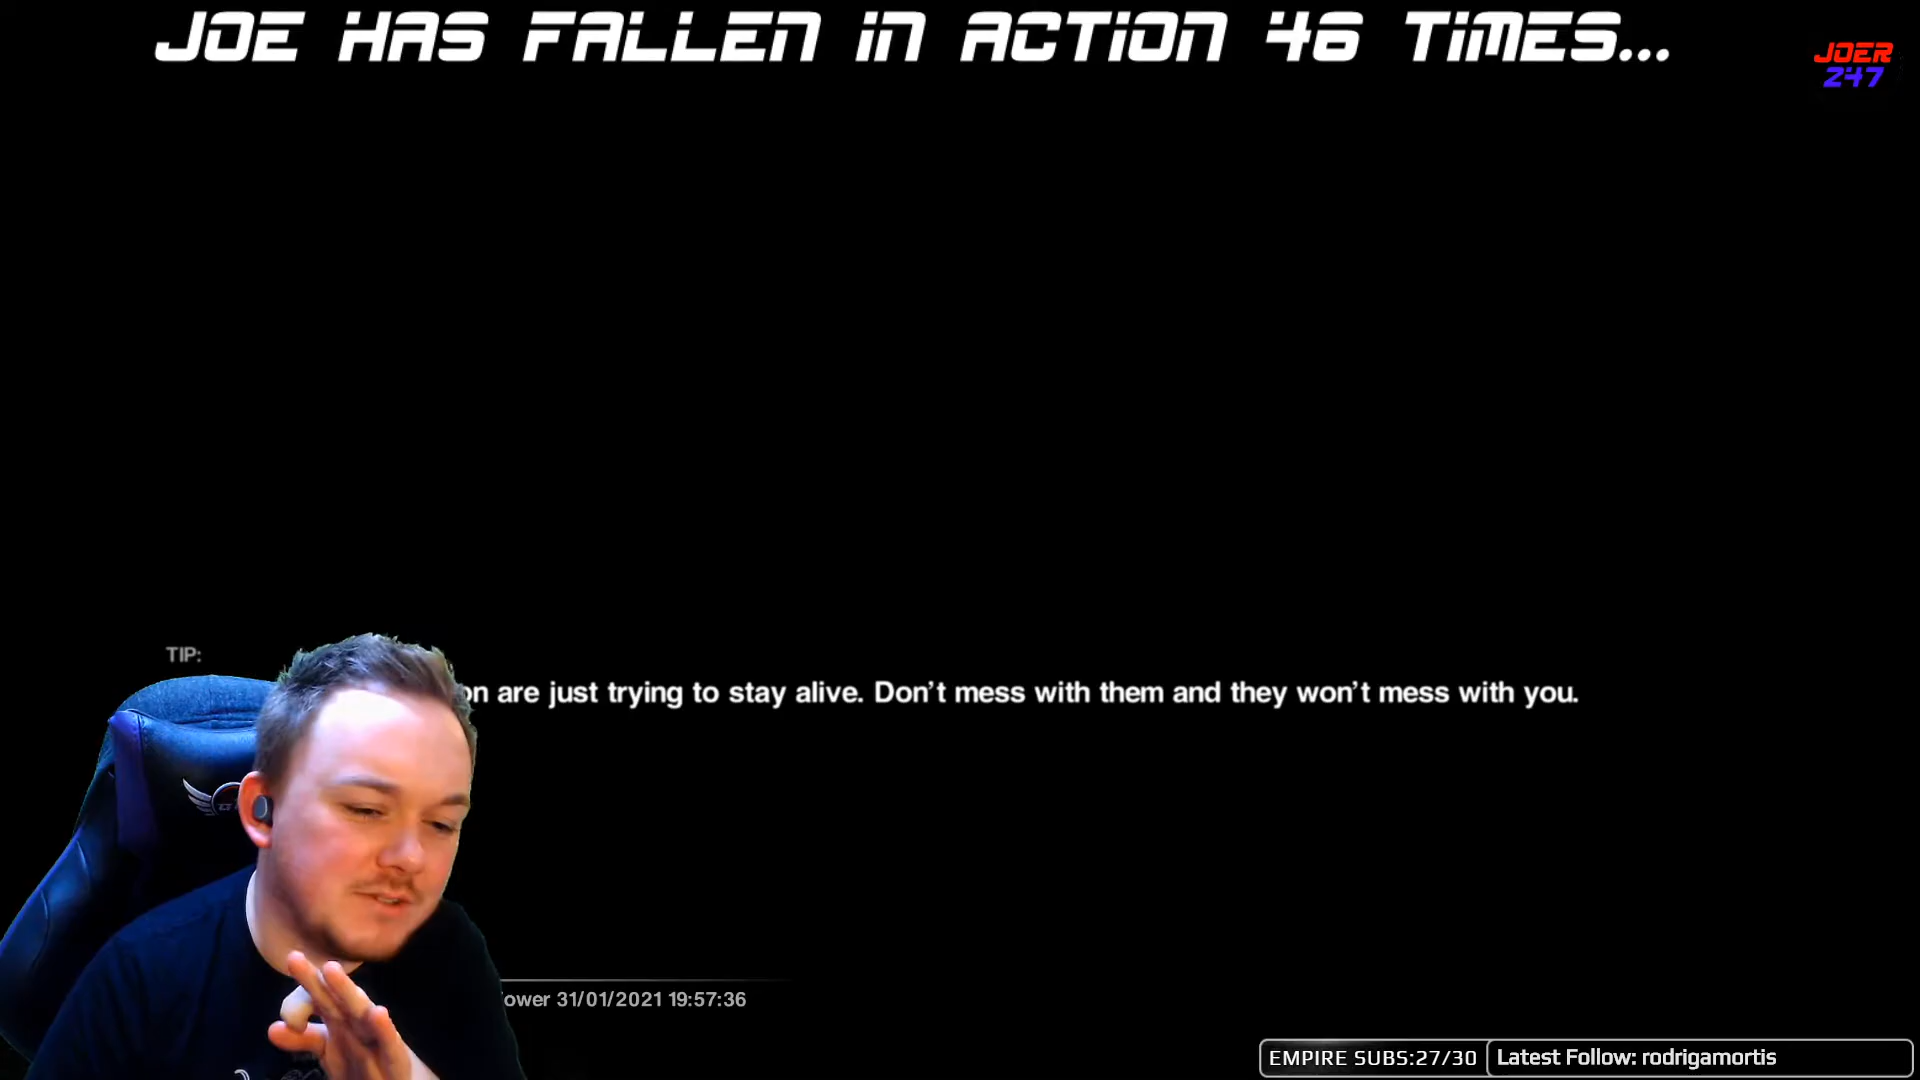 JOE HAS FALLEN IN ACTION 46 TIMES...
JOER
247
TIP:
are just trying to stay alive. Don't mess with them and they won't mess with you.
31/01/2021 19:57:36
EMPIRE SUBS:27/30
Latest Follow: rodrigamortis